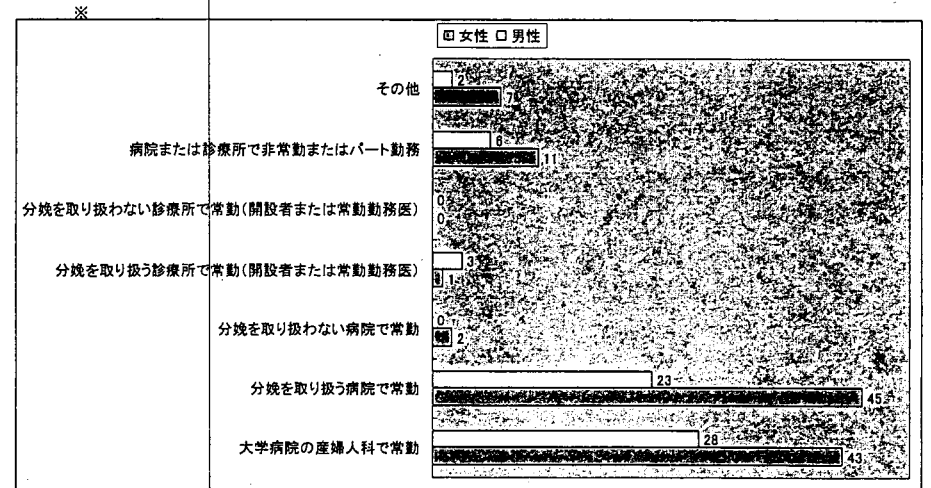 ※
女性 男性
その他 2 7
病院または診療所で非常勤またはパート勤務 6 11
分娩を取り扱わない診療所で常勤(開設者または常勤勤務医) 0 0
分娩を取り扱う診療所で常勤(開設者または常勤勤務医) 3 1
分娩を取り扱わない病院で常勤 0 2
分娩を取り扱う病院で常勤 23 45
大学病院の産婦人科で常勤 28 43